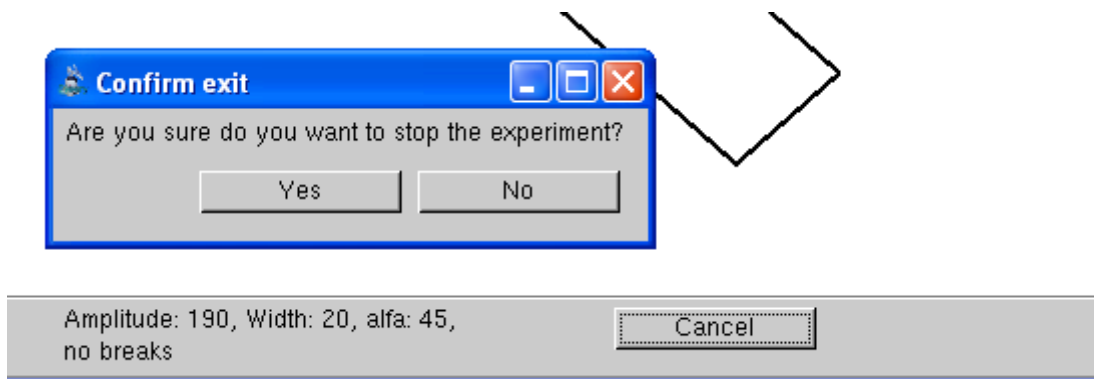 Confirm exit
Are you sure do you want to stop the experiment?
Yes
No
Amplitude: 190, Width: 20, alfa: 45,
no breaks
Cancel